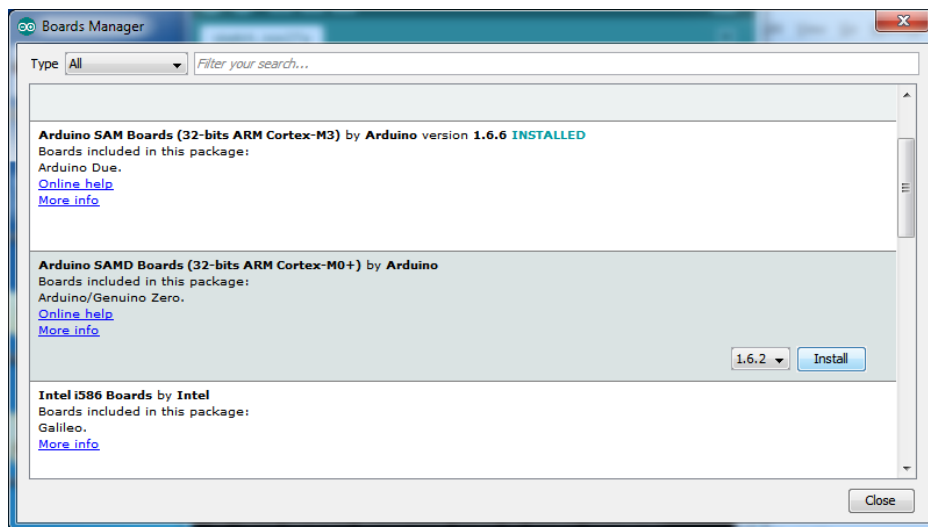 Boards Manager
Type All Filter your search...
Arduino SAM Boards (32-bits ARM Cortex-M3) by Arduino version 1.6.6 INSTALLED
Boards included in this package:
Arduino Due.
Online help
More info
Arduino SAMD Boards (32-bits ARM Cortex-M0+) by Arduino
Boards included in this package:
Arduino/Genuino Zero.
Online help
More info
1.6.2 Install
Intel i586 Boards by Intel
Boards included in this package:
Galileo.
More info
Close